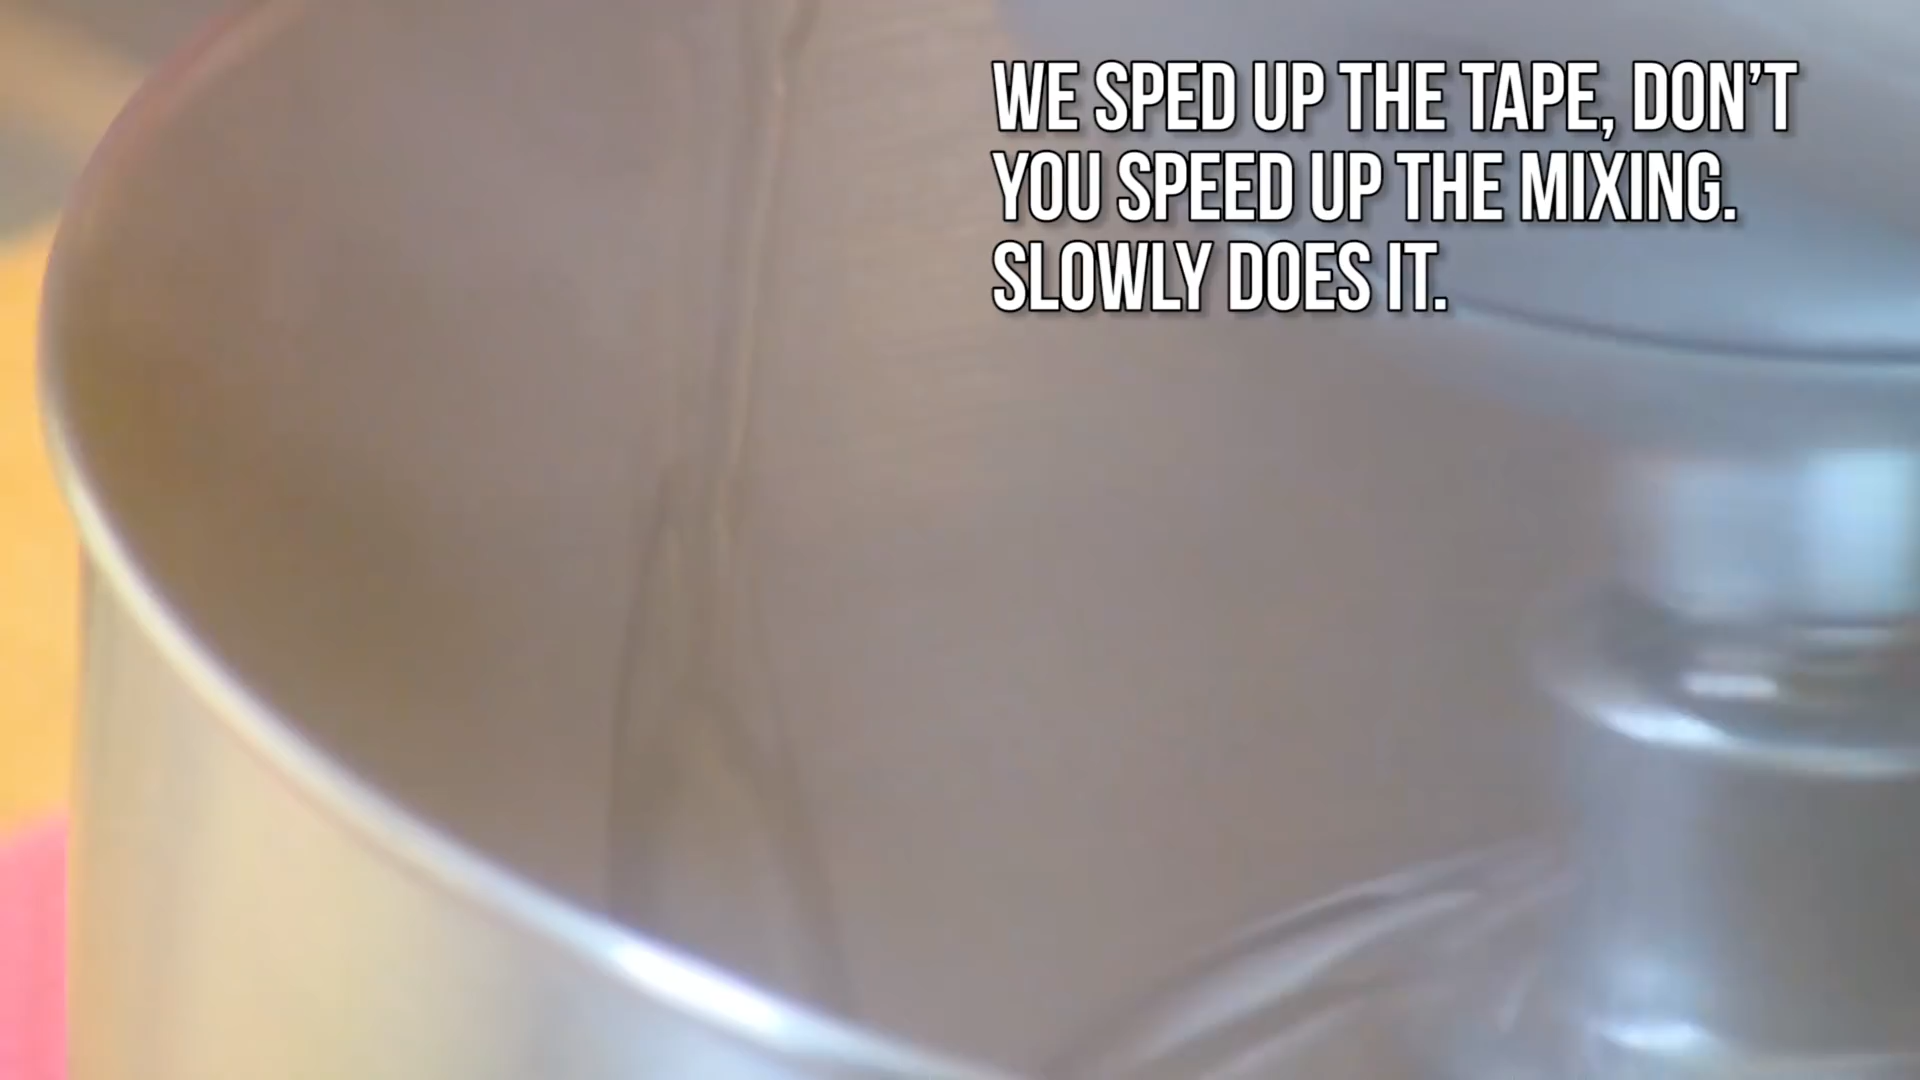 WE SPED UP THE TAPE, DON'T
YOU SPEED UP THE MIXING.
SLOWLY DOES IT.